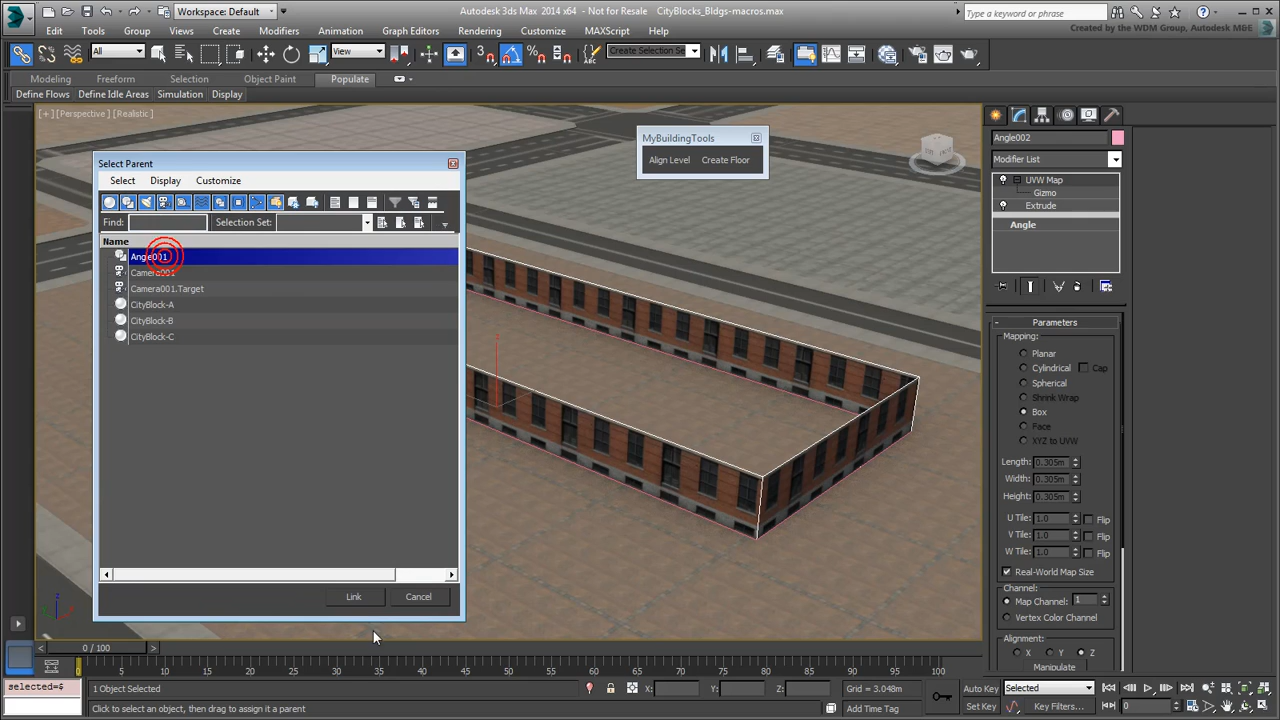 Workspace: Default
Autodesk 3ds Max 2014 x64 - Not for Resale
CityBlocks_Bldgs-macros.max
Type a keyword or phrase
Created by the WDM Group, Autodesk M&E
Edit Tools Group Views Create Modifiers Animation Graph Editors Rendering Customize MAXScript Help
All
View
Create Selection Se
Modeling Freeform Selection Object Paint Populate
Define Flows Define Idle Areas Simulation Display
[+] [Perspective] [Realistic]
MyBuildingTools
Align Level Create Floor
Select Parent
Select Display Customize
Find: Selection Set:
Name
Angle001
Camera001
Camera001.Target
CityBlock-A
CityBlock-B
CityBlock-C
Link Cancel
Angle002
Modifier List
UVW Map
Gizmo
Extrude
Angle
- Parameters
Mapping:
Planar
Cylindrical Cap
Spherical
Shrink Wrap
Box
Face
XYZ to UVW
Length: 0.305m
Width: 0.305m
Height: 0.305m
U Tile: 1.0 Flip
V Tile: 1.0 Flip
W Tile: 1.0 Flip
Real-World Map Size
Channel:
Map Channel: 1
Vertex Color Channel
Alignment:
X Y Z
Manipulate
0 / 100
0 5 10 15 20 25 30 35 40 45 50 55 60 65 70 75 80 85 90 95 100
selected=$
1 Object Selected
X: Y: Z: Grid = 3.048m
Auto Key Selected
Click to select an object, then drag to assign it a parent
Add Time Tag
Set Key Key Filters...
0